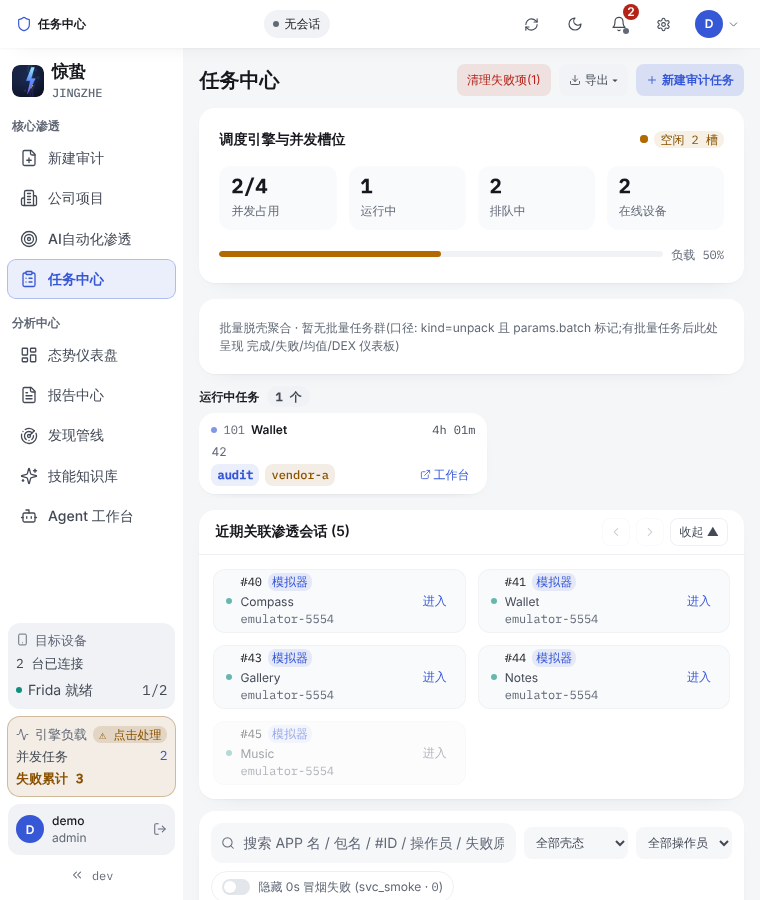 任务中心
无会话
2
D
惊蛰
JINGZHE
核心渗透
新建审计
公司项目
AI自动化渗透
任务中心
分析中心
态势仪表盘
报告中心
发现管线
技能知识库
Agent 工作台
目标设备
2 台已连接
Frida 就绪 1/2
引擎负载 ⚠ 点击处理
并发任务 2
失败累计 3
D
demo
admin
« dev
任务中心
清理失败项(1)
导出
+ 新建审计任务
调度引擎与并发槽位
空闲 2 槽
2/4
并发占用
1
运行中
2
排队中
2
在线设备
负载 50%
批量脱壳聚合 · 暂无批量任务群(口径: kind=unpack 且 params.batch 标记;有批量任务后此处
呈现 完成/失败/均值/DEX 仪表板)
运行中任务 1 个
101 Wallet 4h 01m
42
audit vendor-a 工作台
近期关联渗透会话 (5)
收起 ▲
#40 模拟器
Compass 进入
emulator-5554
#41 模拟器
Wallet 进入
emulator-5554
#43 模拟器
Gallery 进入
emulator-5554
#44 模拟器
Notes 进入
emulator-5554
#45 模拟器
Music 进入
emulator-5554
搜索 APP 名 / 包名 / #ID / 操作员 / 失败原
全部壳态
全部操作员
隐藏 0s 冒烟失败 (svc_smoke · 0)